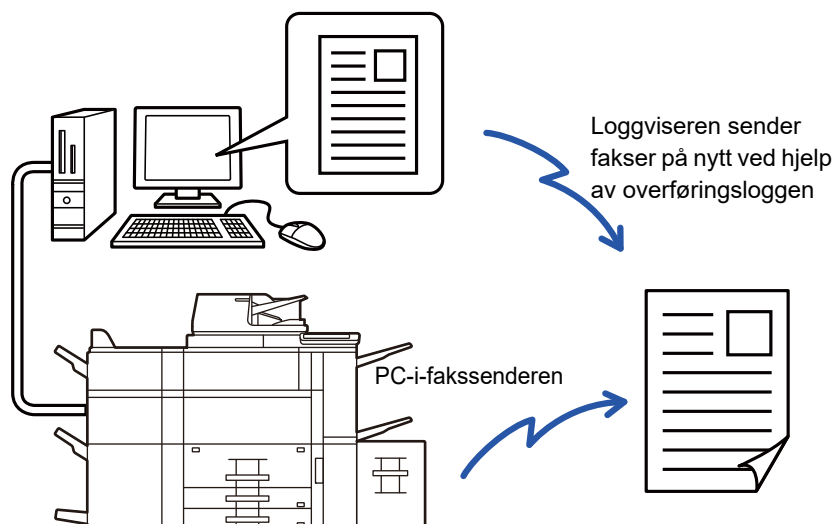 Loggviseren sender
fakser på nytt ved hjelp
av overføringsloggen
PC-i-fakssenderen